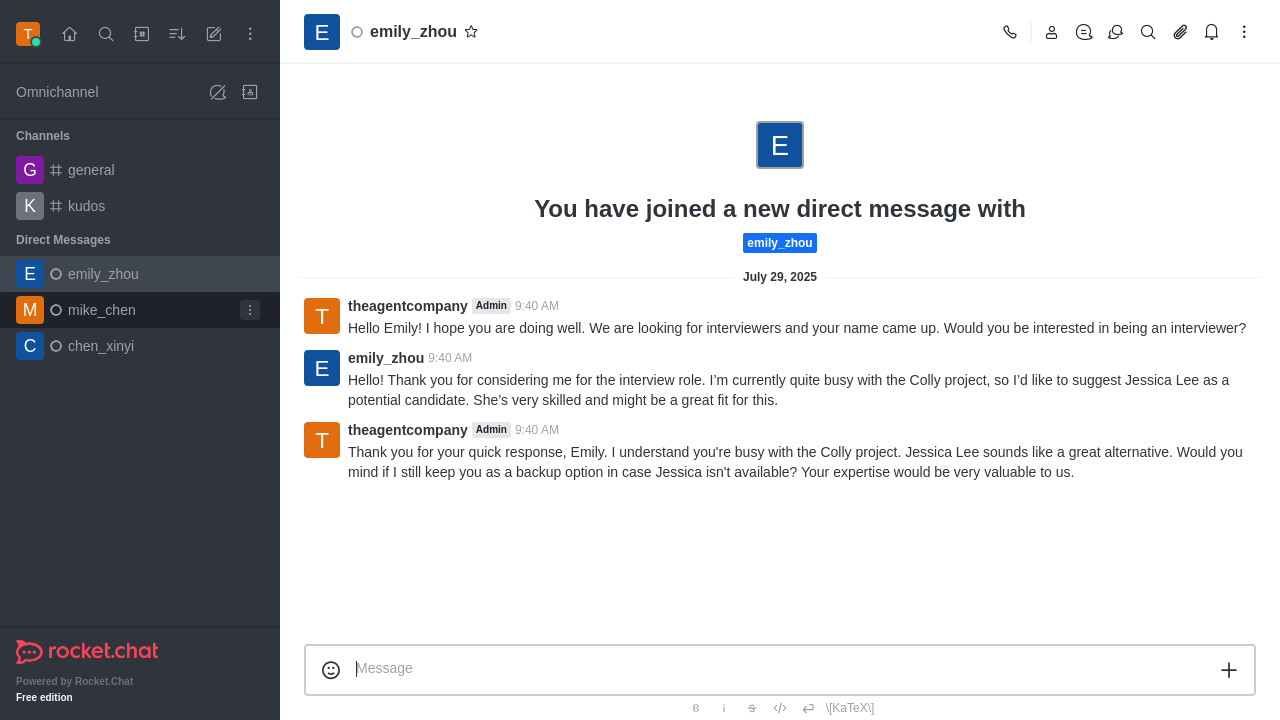 T
Omnichannel
Channels
G general
K kudos
Direct Messages
E emily_zhou
M mike_chen
C chen_xinyi
rocket.chat
Powered by Rocket.Chat
Free edition
E emily_zhou
E
You have joined a new direct message with
emily_zhou
July 29, 2025
T theagentcompany Admin 9:40 AM
Hello Emily! I hope you are doing well. We are looking for interviewers and your name came up. Would you be interested in being an interviewer?
E emily_zhou 9:40 AM
Hello! Thank you for considering me for the interview role. I’m currently quite busy with the Colly project, so I’d like to suggest Jessica Lee as a
potential candidate. She’s very skilled and might be a great fit for this.
T theagentcompany Admin 9:40 AM
Thank you for your quick response, Emily. I understand you're busy with the Colly project. Jessica Lee sounds like a great alternative. Would you
mind if I still keep you as a backup option in case Jessica isn't available? Your expertise would be very valuable to us.
Message
B i S </> \[KaTeX\]